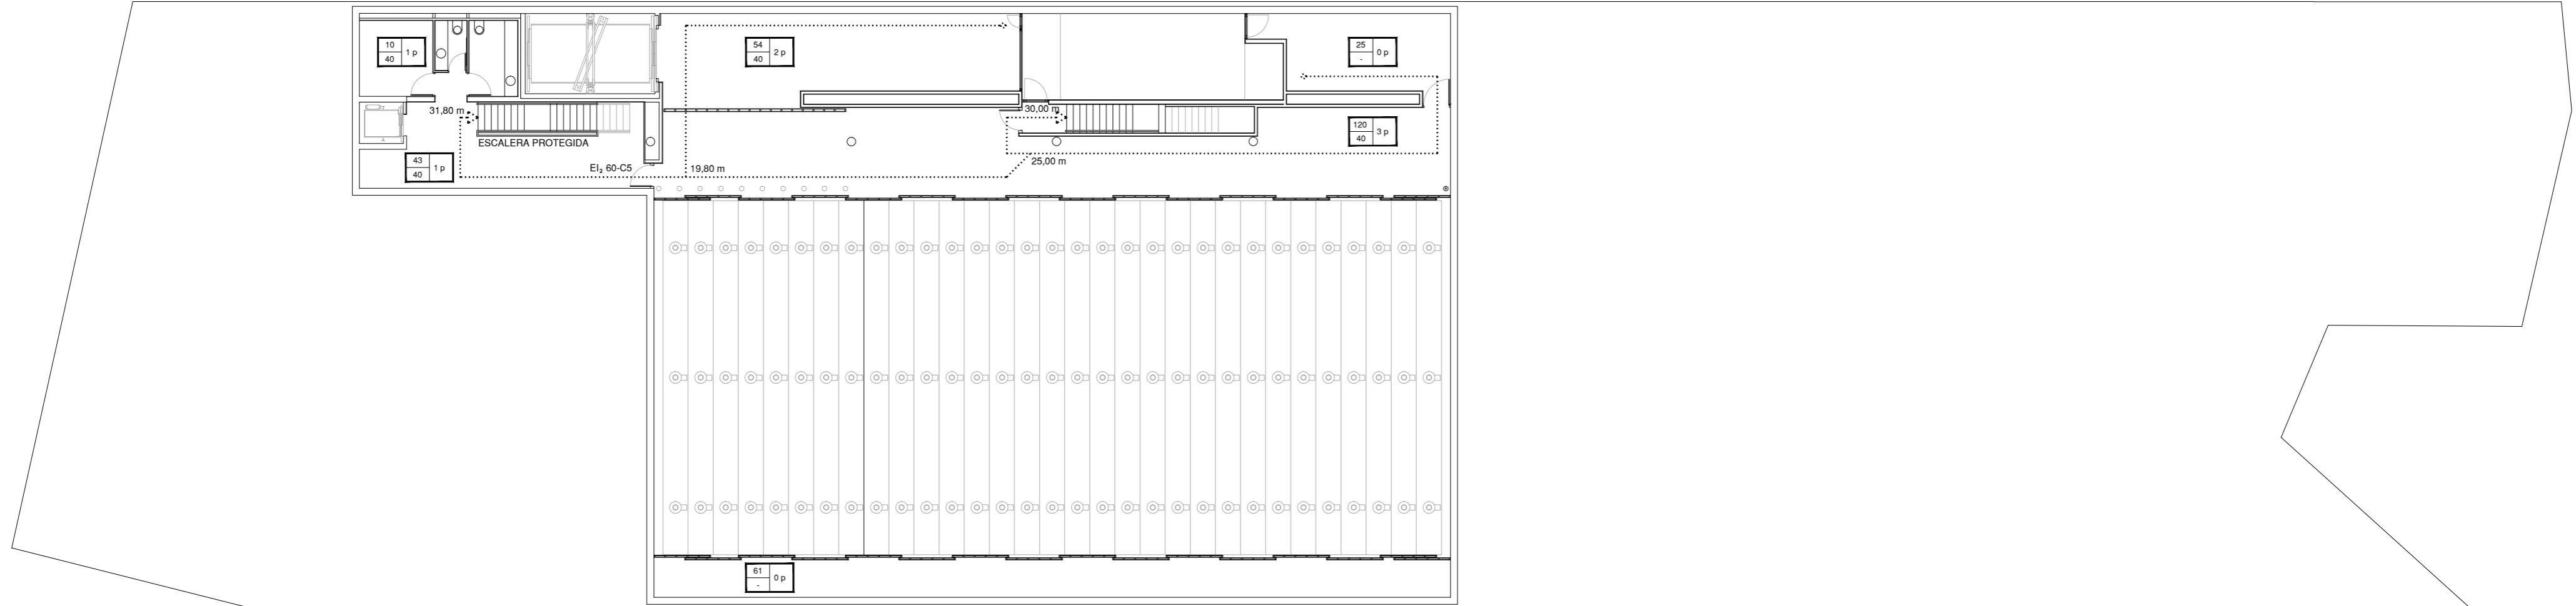 10
40
1 p
54
40
2 p
25
-
0 p
31,80 m
30,00 m
120
40
3 p
ESCALERA PROTEGIDA
43
40
1 p
EI₂ 60-C5
19,80 m
25,00 m
61
-
0 p